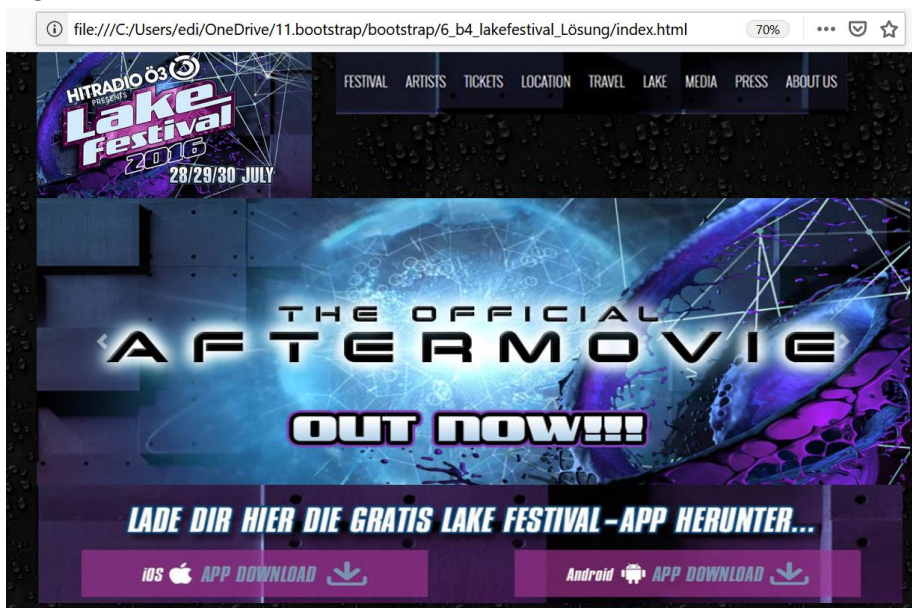 file:///C:/Users/edi/OneDrive/11.bootstrap/bootstrap/6_b4_lakefestival_Lösung/index.html 70%
HITRADIO Ö3
PRESENTS
Lake
Festival
2016
28/29/30 JULY
FESTIVAL ARTISTS TICKETS LOCATION TRAVEL LAKE MEDIA PRESS ABOUT US
THE OFFICIAL
AFTERMOVIE
OUT NOW!!!
LADE DIR HIER DIE GRATIS LAKE FESTIVAL-APP HERUNTER...
iOS APP DOWNLOAD
Android APP DOWNLOAD